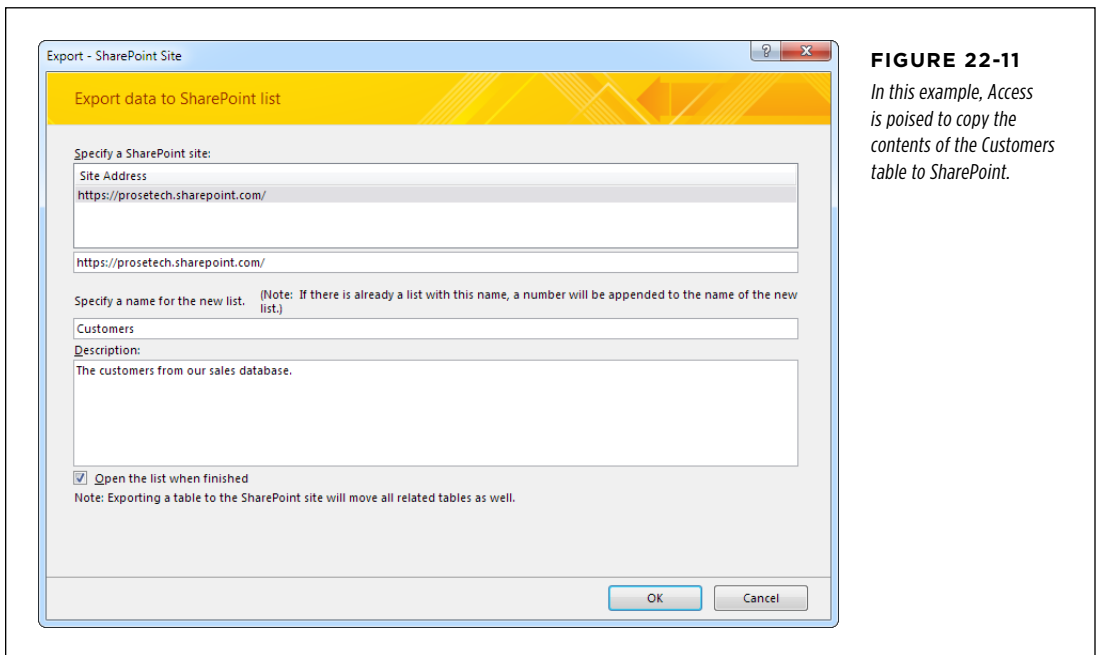 Export - SharePoint Site
?
Export data to SharePoint list
Specify a SharePoint site:
Site Address
https://prosetech.sharepoint.com/
https://prosetech.sharepoint.com/
Specify a name for the new list.
(Note: If there is already a list with this name, a number will be appended to the name of the new
list.)
Customers
Description:
The customers from our sales database.
Open the list when finished
Note: Exporting a table to the SharePoint site will move all related tables as well.
OK
Cancel
FIGURE 22-11
In this example, Access
is poised to copy the
contents of the Customers
table to SharePoint.